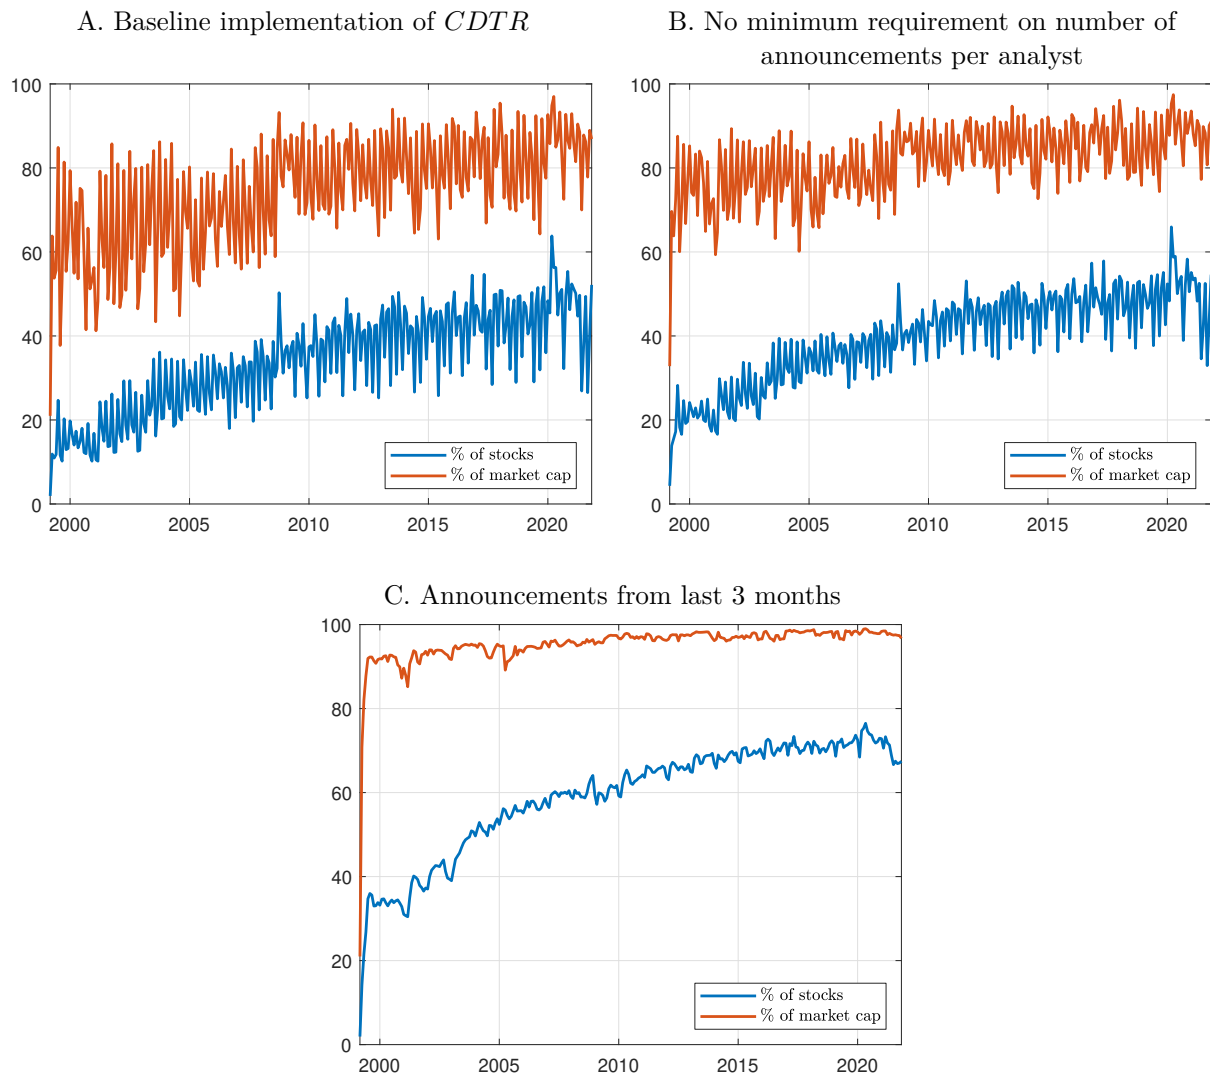 A. Baseline implementation of CDTR
100
80
60
40
20
0
2000 2005 2010 2015 2020
% of stocks
% of market cap
B. No minimum requirement on number of
announcements per analyst
100
80
60
40
20
0
2000 2005 2010 2015 2020
% of stocks
% of market cap
C. Announcements from last 3 months
100
80
60
40
20
0
2000 2005 2010 2015 2020
% of stocks
% of market cap